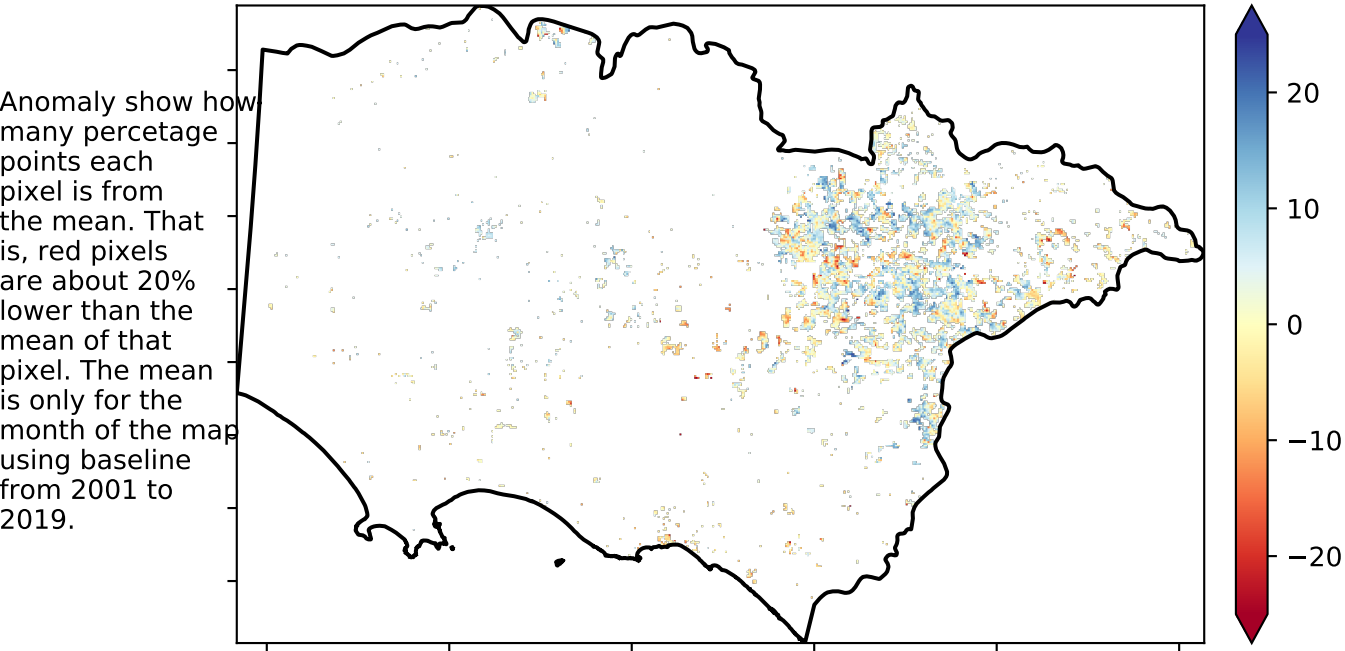 Anomaly show how
many percetage
points each
pixel is from
the mean. That
is, red pixels
are about 20%
lower than the
mean of that
pixel. The mean
is only for the
month of the map
using baseline
from 2001 to
2019.
20
10
0
−10
−20